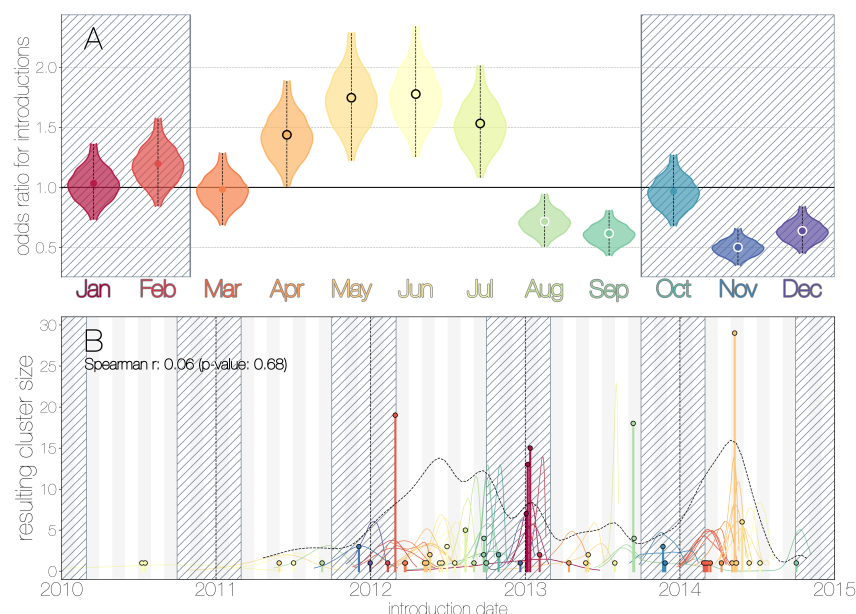 A
odds ratio for introductions
2.0
1.5
1.0
0.5
Jan Feb Mar Apr May Jun Jul Aug Sep Oct Nov Dec
B
Spearman r: 0.06 (p-value: 0.68)
resulting cluster size
30
25
20
15
10
5
0
2010 2011 2012 2013 2014 2015
introduction date